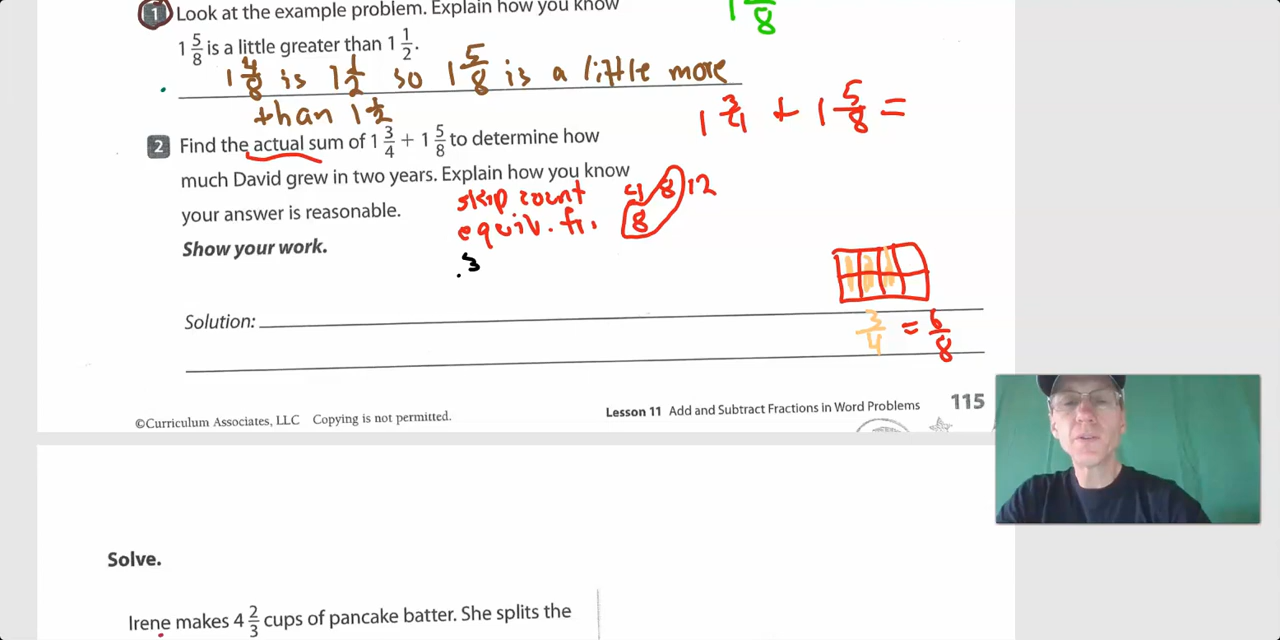 1 Look at the example problem. Explain how you know
1 5/8
1 5/8 is a little greater than 1 1/2.
1 4/8 is 1 1/2 so 1 5/8 is a little more
than 1 1/2
1 3/4 + 1 5/8 =
2 Find the actual sum of 1 3/4 + 1 5/8 to determine how
much David grew in two years. Explain how you know
your answer is reasonable.
skip count 4 8 12
equiv. fr. 8
Show your work.
3
Solution:
3/4 = 6/8
©Curriculum Associates, LLC Copying is not permitted.
Lesson 11 Add and Subtract Fractions in Word Problems 115
Solve.
Irene makes 4 2/3 cups of pancake batter. She splits the